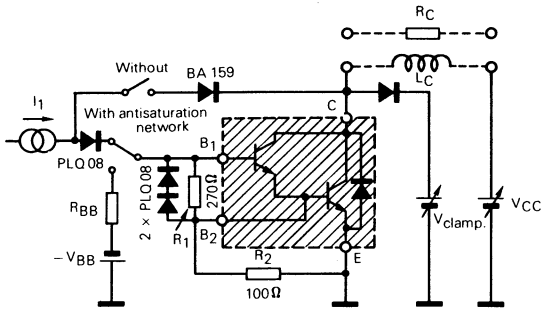 R_C
Without
BA 159
L_C
I_1
With antisaturation
network
C
PLQ 08
B_1
R_BB
2 × PLQ 08
270Ω
R_1
B_2
V_clamp.
V_CC
− V_BB
R_2
E
100Ω